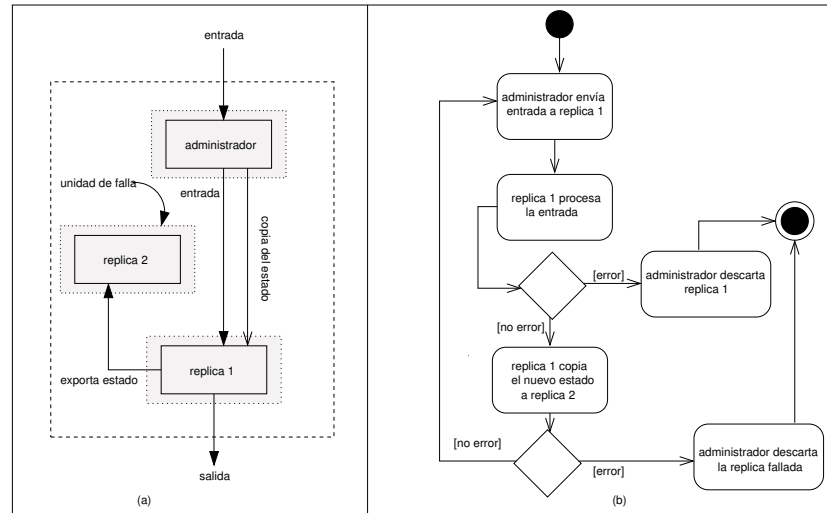 entrada
administrador
unidad de falla
entrada
copia del estado
replica 2
replica 1
exporta estado
salida
(a)
administrador envía
entrada a replica 1
replica 1 procesa
la entrada
[error]
administrador descarta
replica 1
[no error]
replica 1 copia
el nuevo estado
a replica 2
[no error]
[error]
administrador descarta
la replica fallada
(b)